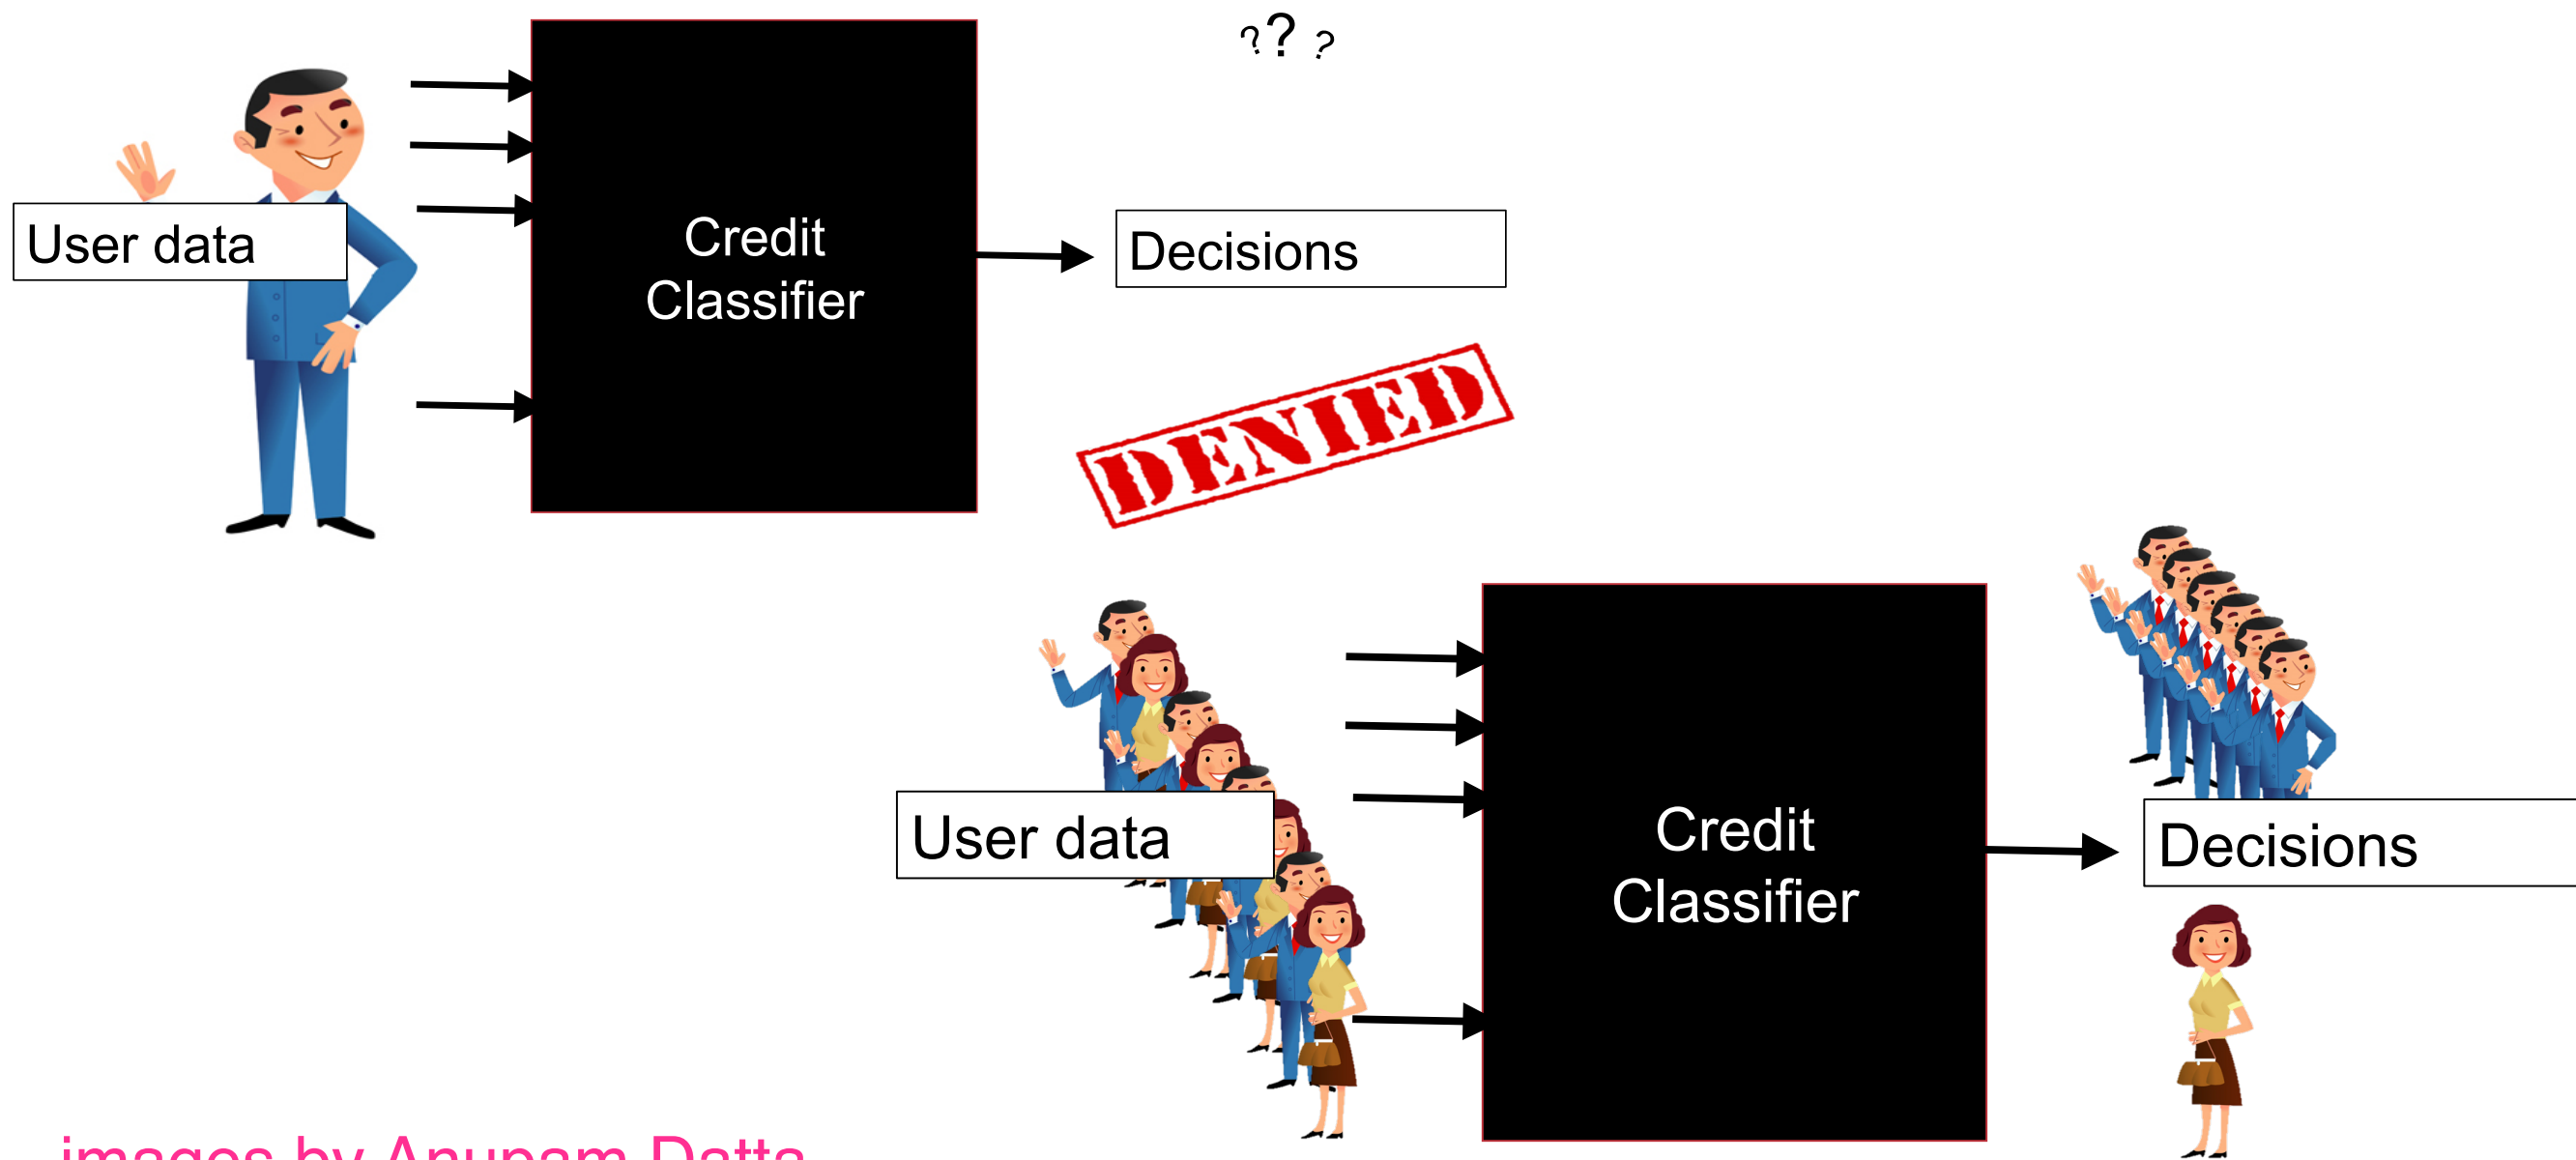 ? ? ?
User data
Credit
Classifier
Decisions
DENIED
User data
Credit
Classifier
Decisions
images by Anupam Datta